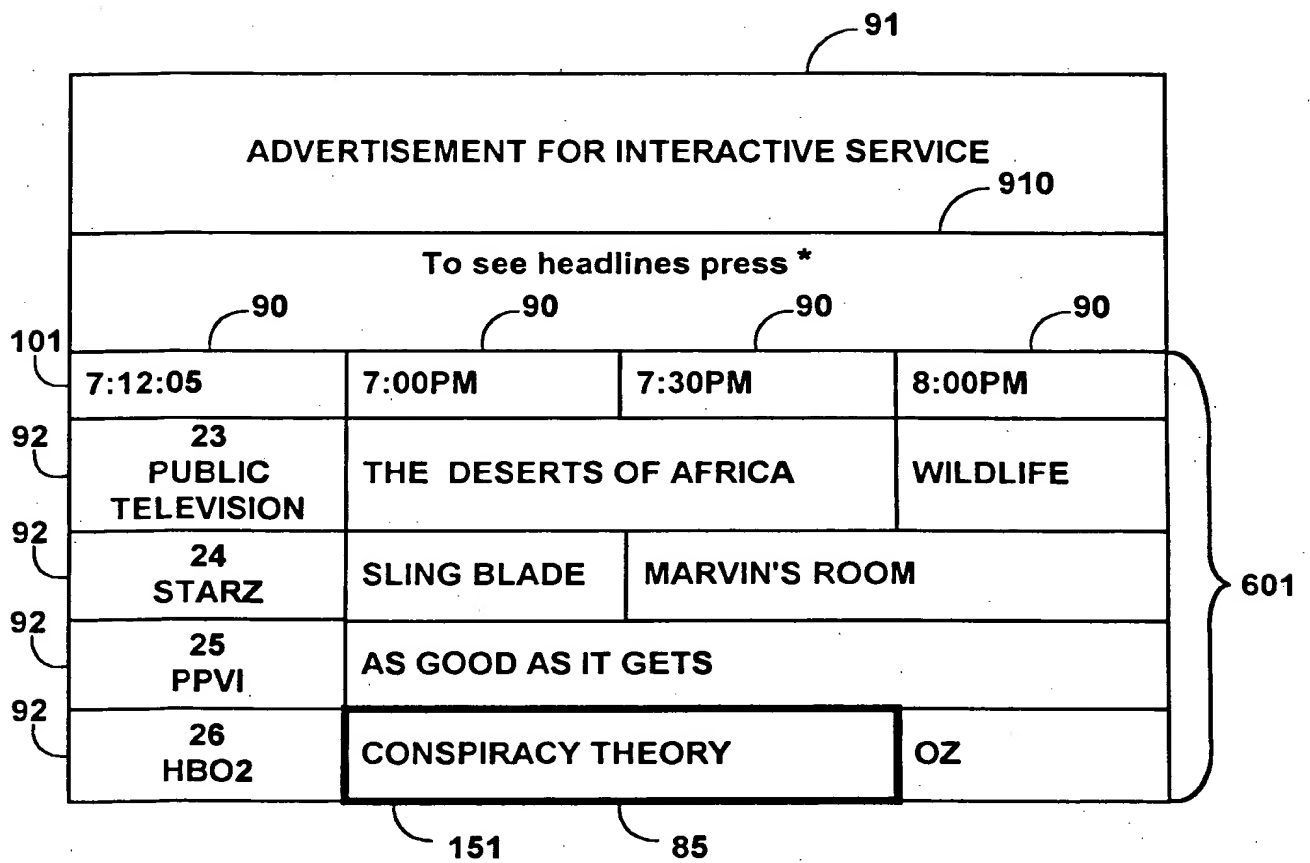 91
ADVERTISEMENT FOR INTERACTIVE SERVICE
910
To see headlines press *
90 90 90 90
101
7:12:05 7:00PM 7:30PM 8:00PM
92
23
PUBLIC
TELEVISION
THE DESERTS OF AFRICA
WILDLIFE
92
24
STARZ
SLING BLADE
MARVIN'S ROOM
601
92
25
PPVI
AS GOOD AS IT GETS
92
26
HBO2
CONSPIRACY THEORY
OZ
151 85